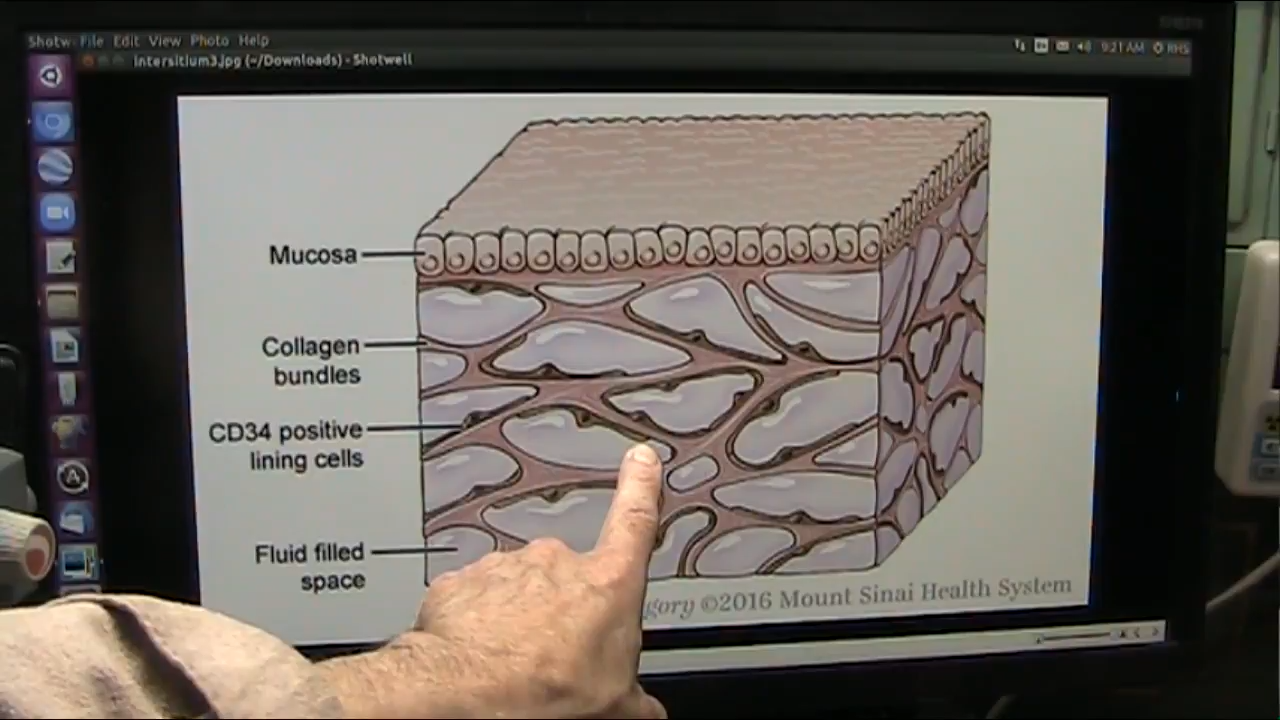 Shotw File Edit View Photo Help
9:21 AM RHS
intersitium3.jpg (~/Downloads) - Shotwell
Mucosa
Collagen
bundles
CD34 positive
lining cells
Fluid filled
space
gory ©2016 Mount Sinai Health System